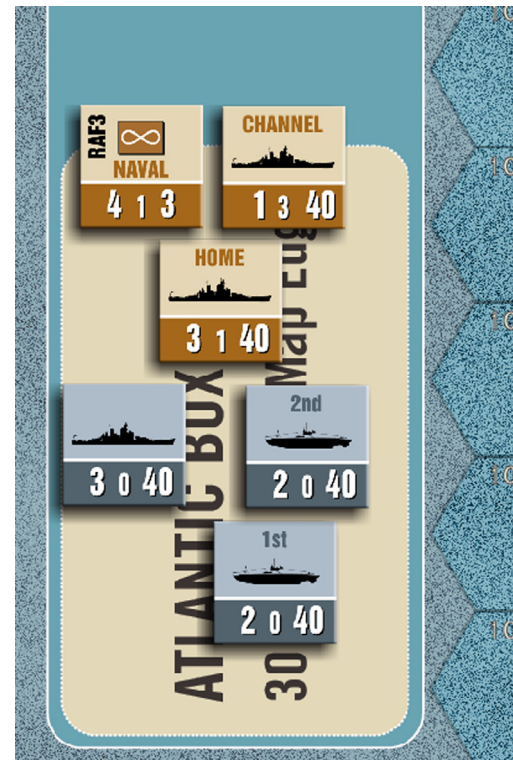 RAF3
NAVAL
4 1 3
CHANNEL
1 3 40
HOME
3 1 40
3 0 40
2nd
2 0 40
1st
2 0 40
ATLANTIC BOX
30 Map Eug